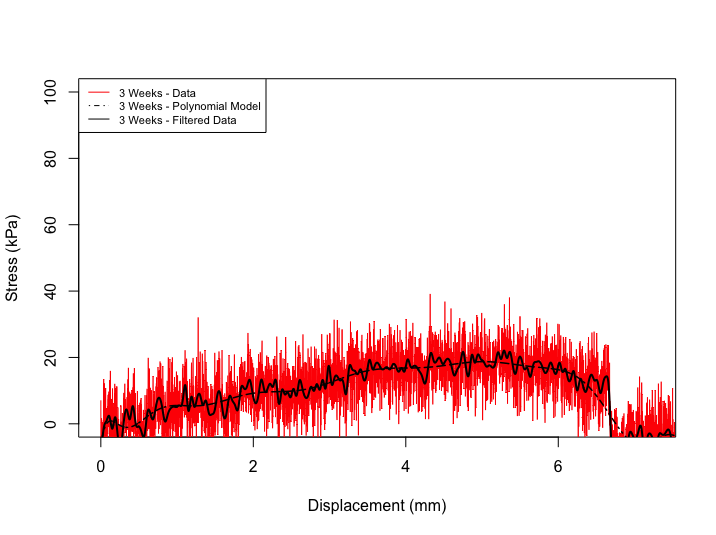 3 Weeks - Data
3 Weeks - Polynomial Model
3 Weeks - Filtered Data
Stress (kPa)
100
80
60
40
20
0
0 2 4 6
Displacement (mm)